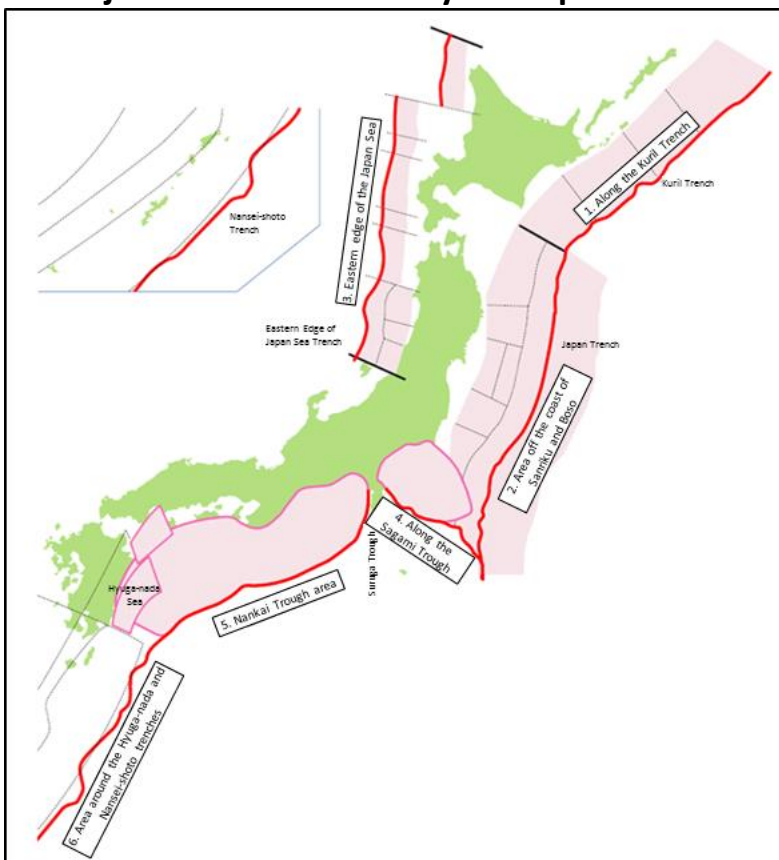 3. Eastern edge of the Japan Sea
1. Along the Kuril Trench
Kuril Trench
Nansei-shoto
Trench
Eastern Edge of
Japan Sea Trench
Japan Trench
2. Area off the coast of
Sanriku and Boso
4. Along the
Sagami Trough
Suruga Trough
Hyuga-nada
Sea
5. Nankai Trough area
6. Area around the Hyuga-nada and
Nansei-shoto trenches